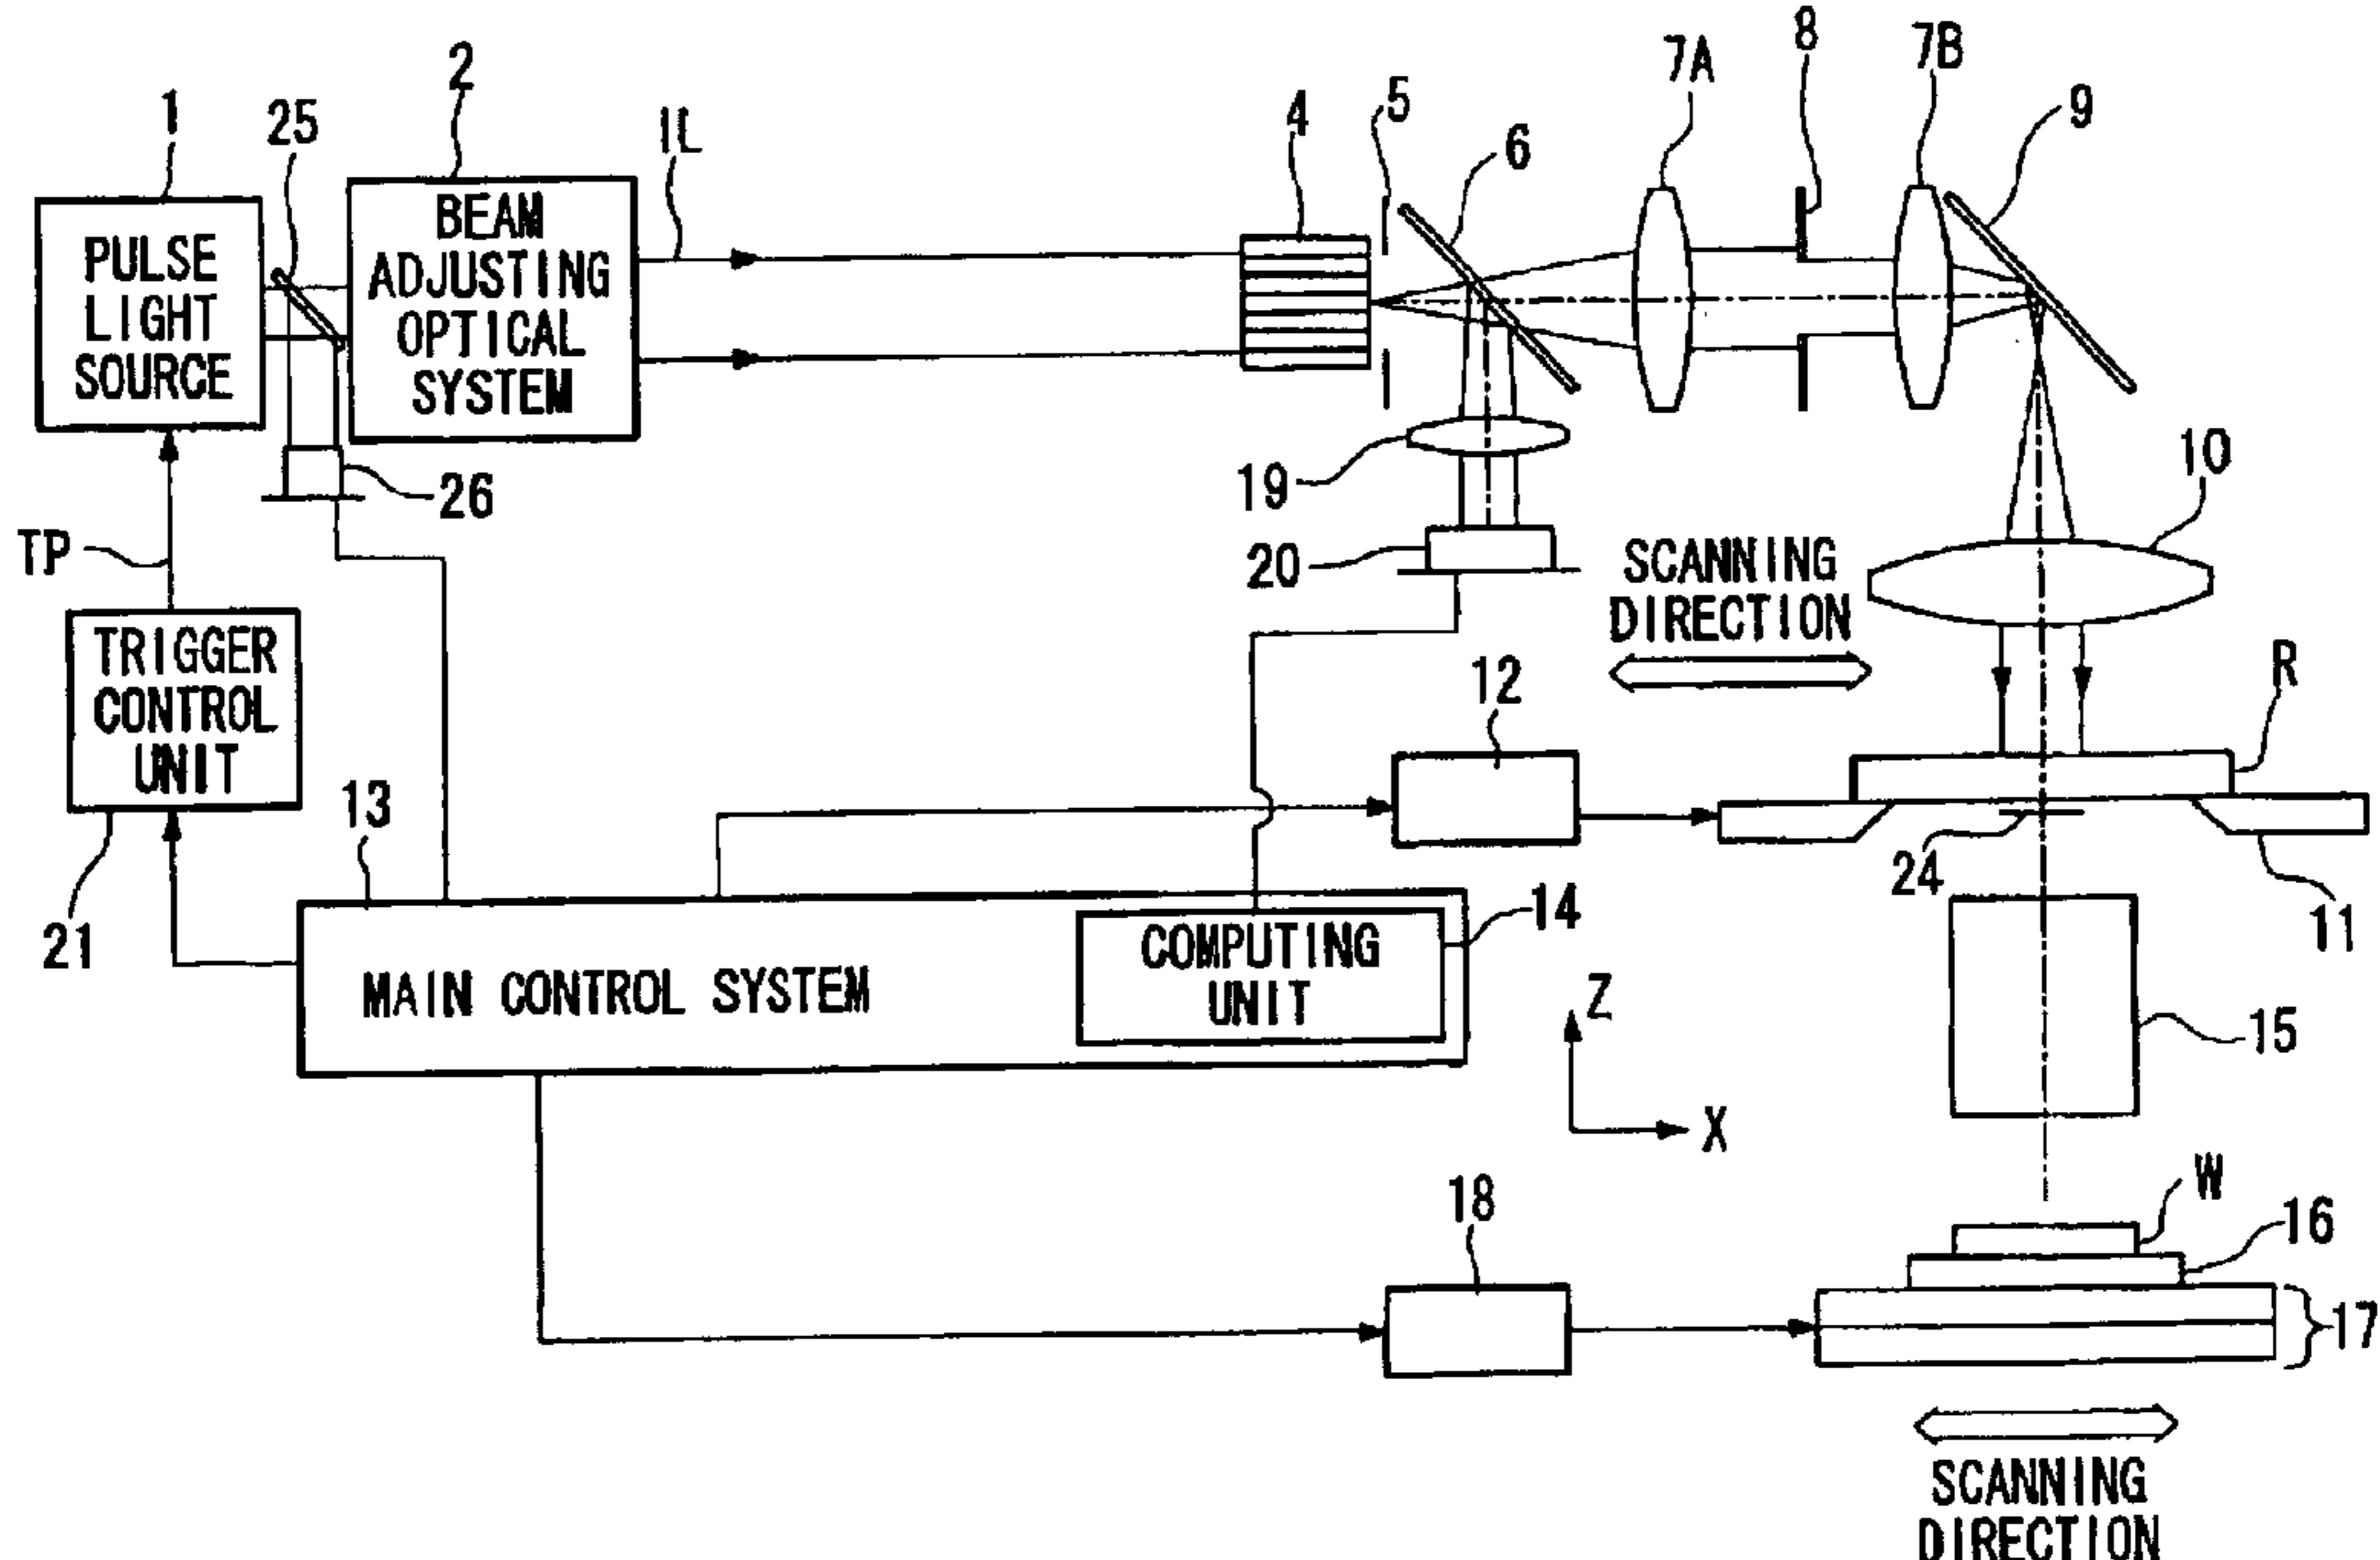 1
25
2
IL
4
5
6
7A
8
7B
9
PULSE
LIGHT
SOURCE
BEAM
ADJUSTING
OPTICAL
SYSTEM
26
19
20
10
TP
SCANNING
DIRECTION
TRIGGER
CONTROL
UNIT
21
13
12
R
24
11
MAIN CONTROL SYSTEM
COMPUTING
UNIT
14
Z
X
15
18
W
16
17
SCANNING
DIRECTION